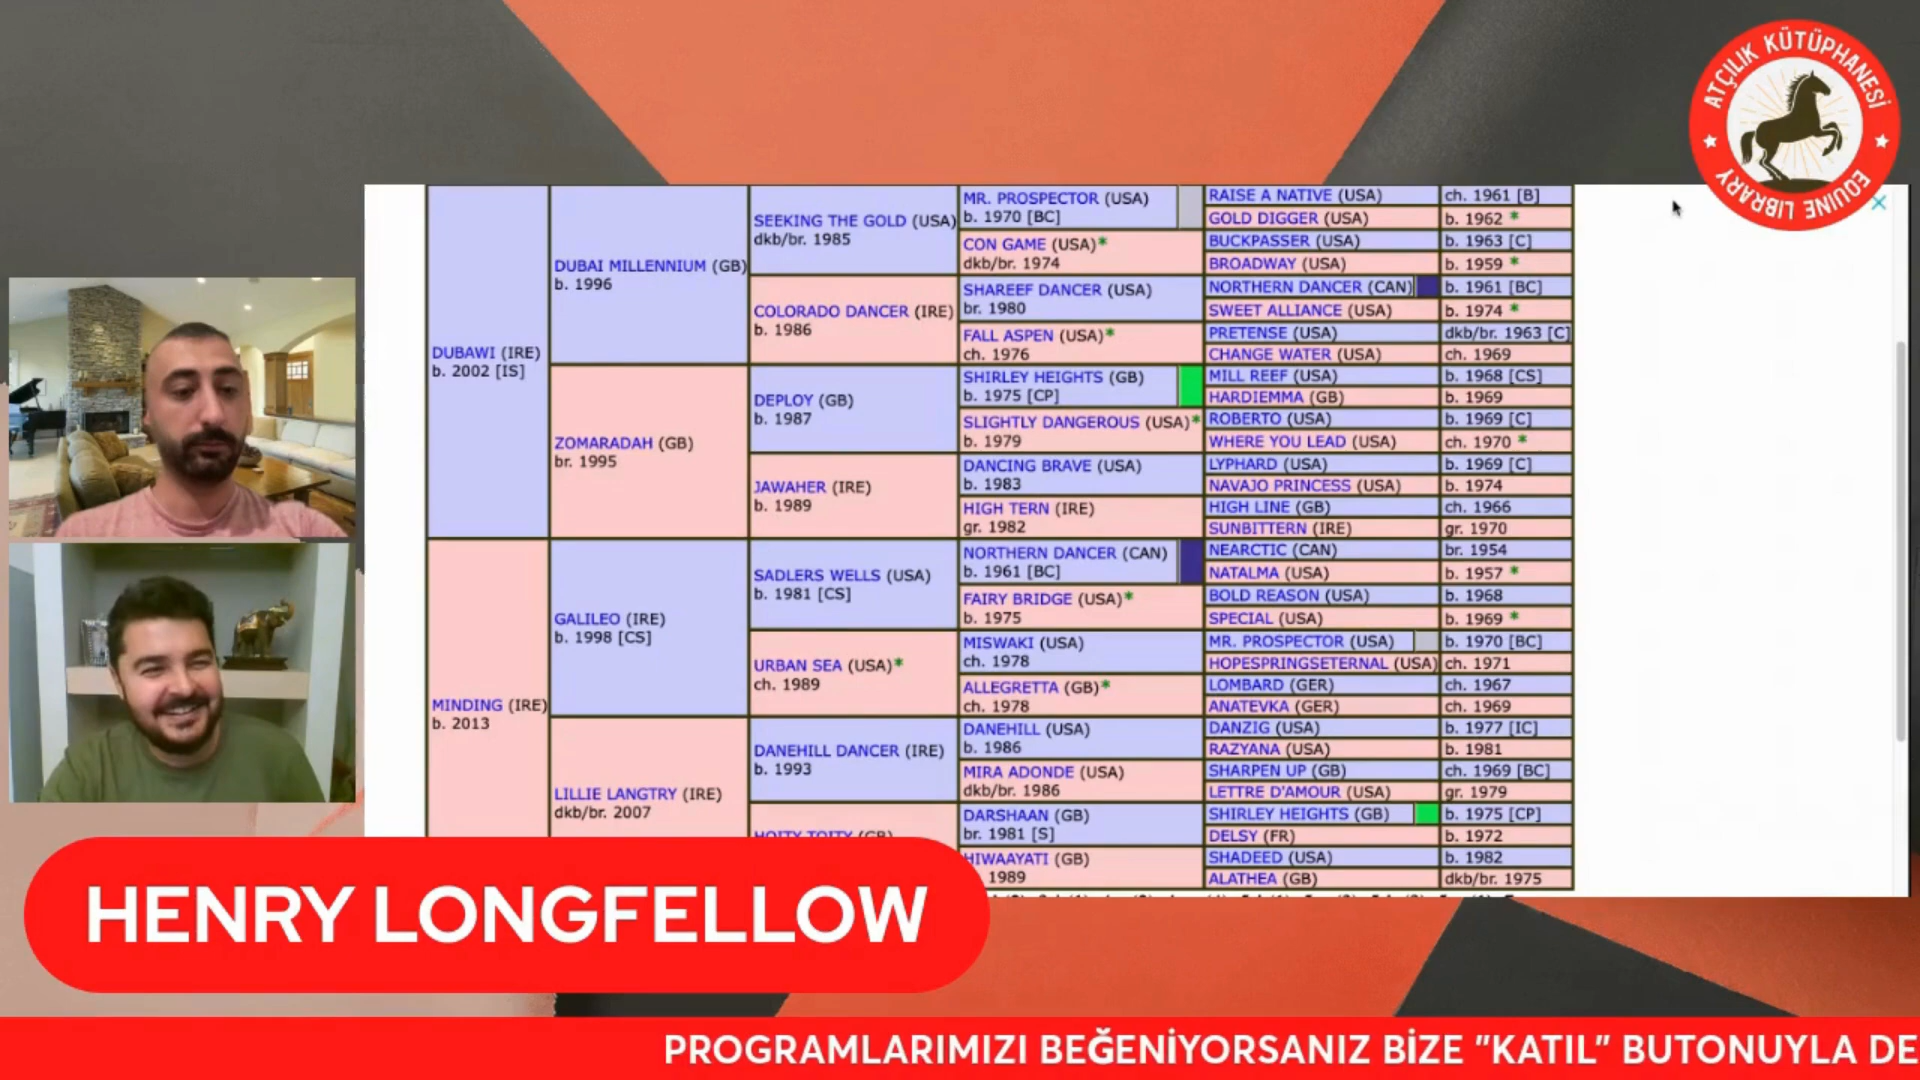 ATÇILIK KÜTÜPHANESİ
EQUINE LIBRARY
DUBAWI (IRE)
b. 2002 [IS]
MINDING (IRE)
b. 2013
DUBAI MILLENNIUM (GB)
b. 1996
ZOMARADAH (GB)
br. 1995
GALILEO (IRE)
b. 1998 [CS]
LILLIE LANGTRY (IRE)
dkb/br. 2007
SEEKING THE GOLD (USA)
dkb/br. 1985
COLORADO DANCER (IRE)
b. 1986
DEPLOY (GB)
b. 1987
JAWAHER (IRE)
b. 1989
SADLERS WELLS (USA)
b. 1981 [CS]
URBAN SEA (USA)*
ch. 1989
DANEHILL DANCER (IRE)
b. 1993
HOITY TOITY (GB)
MR. PROSPECTOR (USA)
b. 1970 [BC]
CON GAME (USA)*
dkb/br. 1974
SHAREEF DANCER (USA)
br. 1980
FALL ASPEN (USA)*
ch. 1976
SHIRLEY HEIGHTS (GB)
b. 1975 [CP]
SLIGHTLY DANGEROUS (USA)*
b. 1979
DANCING BRAVE (USA)
b. 1983
HIGH TERN (IRE)
gr. 1982
NORTHERN DANCER (CAN)
b. 1961 [BC]
FAIRY BRIDGE (USA)*
b. 1975
MISWAKI (USA)
ch. 1978
ALLEGRETTA (GB)*
ch. 1978
DANEHILL (USA)
b. 1986
MIRA ADONDE (USA)
dkb/br. 1986
DARSHAAN (GB)
br. 1981 [S]
HIWAAYATI (GB)
1989
RAISE A NATIVE (USA) ch. 1961 [B]
GOLD DIGGER (USA) b. 1962 *
BUCKPASSER (USA) b. 1963 [C]
BROADWAY (USA) b. 1959 *
NORTHERN DANCER (CAN) b. 1961 [BC]
SWEET ALLIANCE (USA) b. 1974 *
PRETENSE (USA) dkb/br. 1963 [C]
CHANGE WATER (USA) ch. 1969
MILL REEF (USA) b. 1968 [CS]
HARDIEMMA (GB) b. 1969
ROBERTO (USA) b. 1969 [C]
WHERE YOU LEAD (USA) ch. 1970 *
LYPHARD (USA) b. 1969 [C]
NAVAJO PRINCESS (USA) b. 1974
HIGH LINE (GB) ch. 1966
SUNBITTERN (IRE) gr. 1970
NEARCTIC (CAN) br. 1954
NATALMA (USA) b. 1957 *
BOLD REASON (USA) b. 1968
SPECIAL (USA) b. 1969 *
MR. PROSPECTOR (USA) b. 1970 [BC]
HOPESPRINGSETERNAL (USA) ch. 1971
LOMBARD (GER) ch. 1967
ANATEVKA (GER) ch. 1969
DANZIG (USA) b. 1977 [IC]
RAZYANA (USA) b. 1981
SHARPEN UP (GB) ch. 1969 [BC]
LETTRE D'AMOUR (USA) gr. 1979
SHIRLEY HEIGHTS (GB) b. 1975 [CP]
DELSY (FR) b. 1972
SHADEED (USA) b. 1982
ALATHEA (GB) dkb/br. 1975
HENRY LONGFELLOW
PROGRAMLARIMIZI BEĞENİYORSANIZ BİZE "KATIL" BUTONUYLA DE